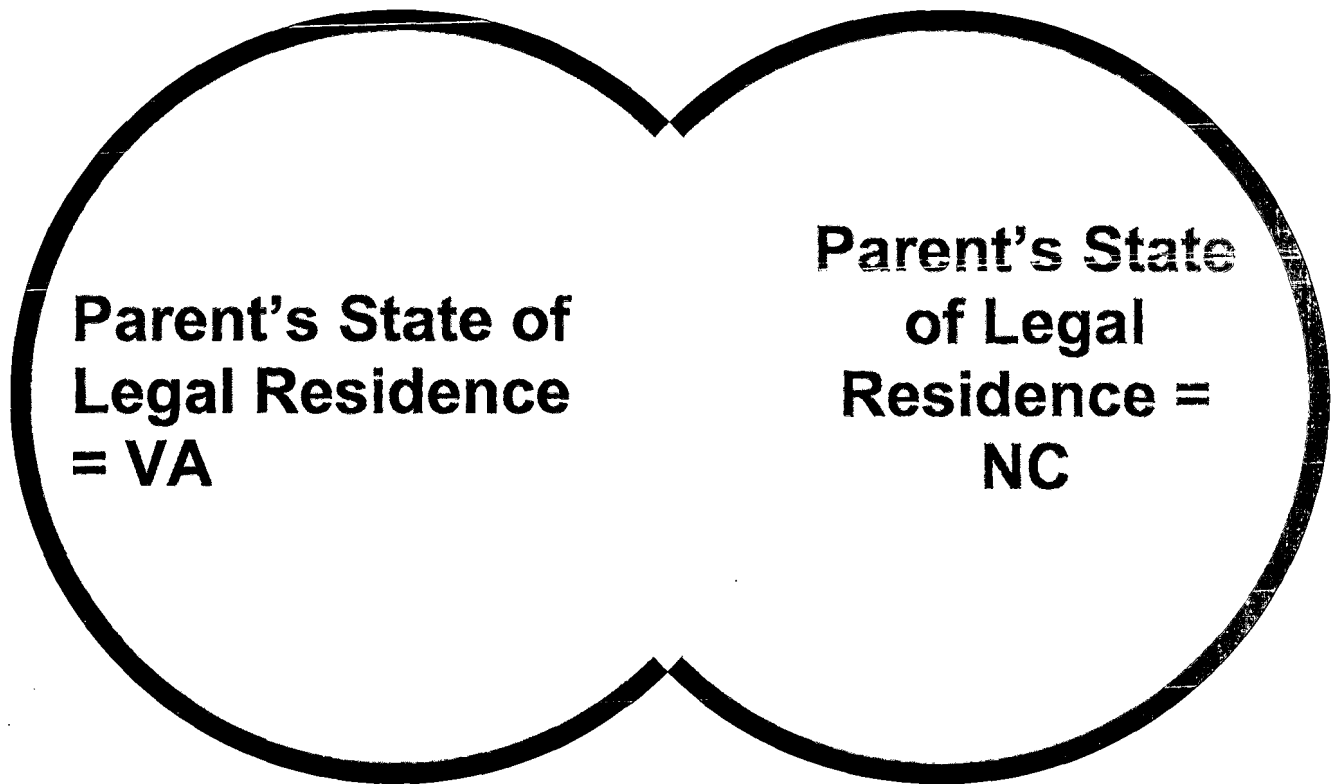 Parent's State of
Legal Residence
= VA
Parent's State
of Legal
Residence =
NC